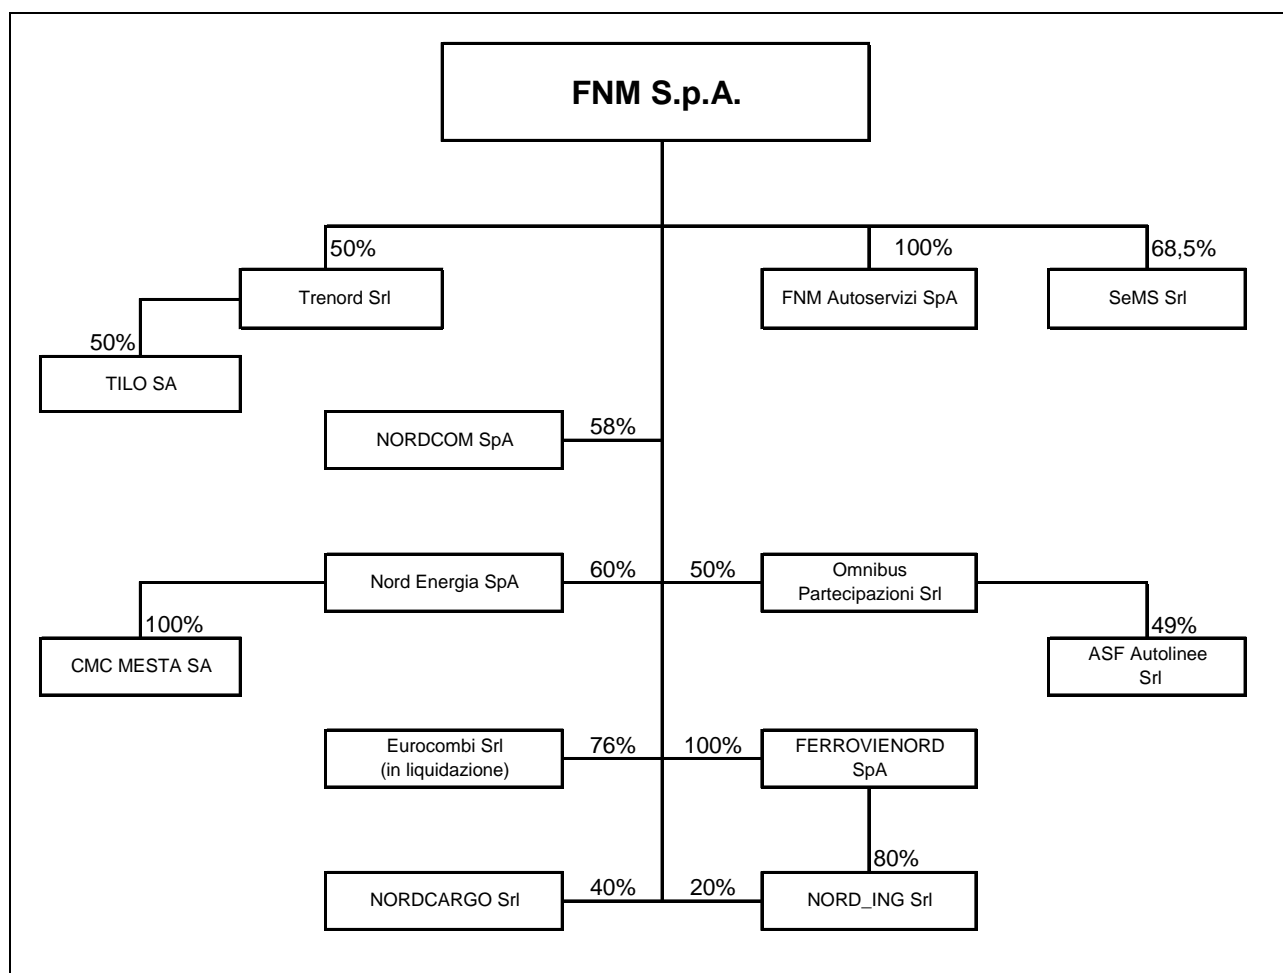 FNM S.p.A.
50%
100%
68,5%
Trenord Srl
FNM Autoservizi SpA
SeMS Srl
50%
TILO SA
NORDCOM SpA
58%
Nord Energia SpA
60%
50%
Omnibus
Partecipazioni Srl
100%
49%
CMC MESTA SA
ASF Autolinee
Srl
Eurocombi Srl
(in liquidazione)
76%
100%
FERROVIENORD
SpA
80%
NORDCARGO Srl
40%
20%
NORD_ING Srl